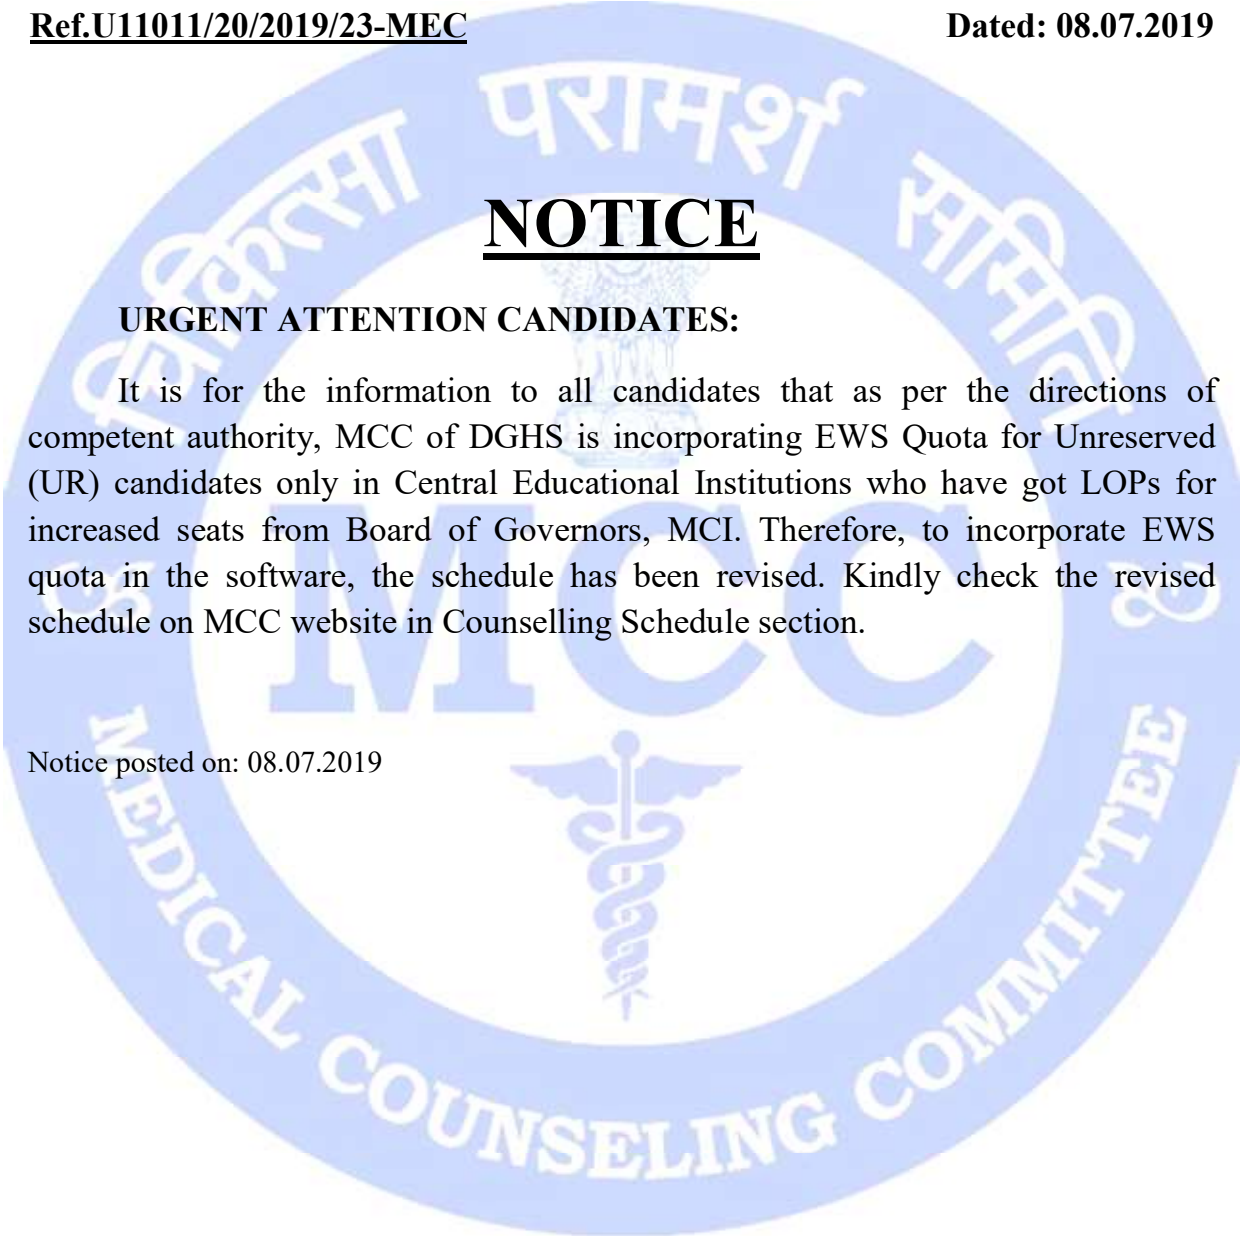 Ref.U11011/20/2019/23-MEC Dated: 08.07.2019
चिकित्सा परामर्श समिति
NOTICE
URGENT ATTENTION CANDIDATES:
It is for the information to all candidates that as per the directions of
competent authority, MCC of DGHS is incorporating EWS Quota for Unreserved
(UR) candidates only in Central Educational Institutions who have got LOPs for
increased seats from Board of Governors, MCI. Therefore, to incorporate EWS
quota in the software, the schedule has been revised. Kindly check the revised
schedule on MCC website in Counselling Schedule section.
MCC
Notice posted on: 08.07.2019
MEDICAL COUNSELING COMMITTEE